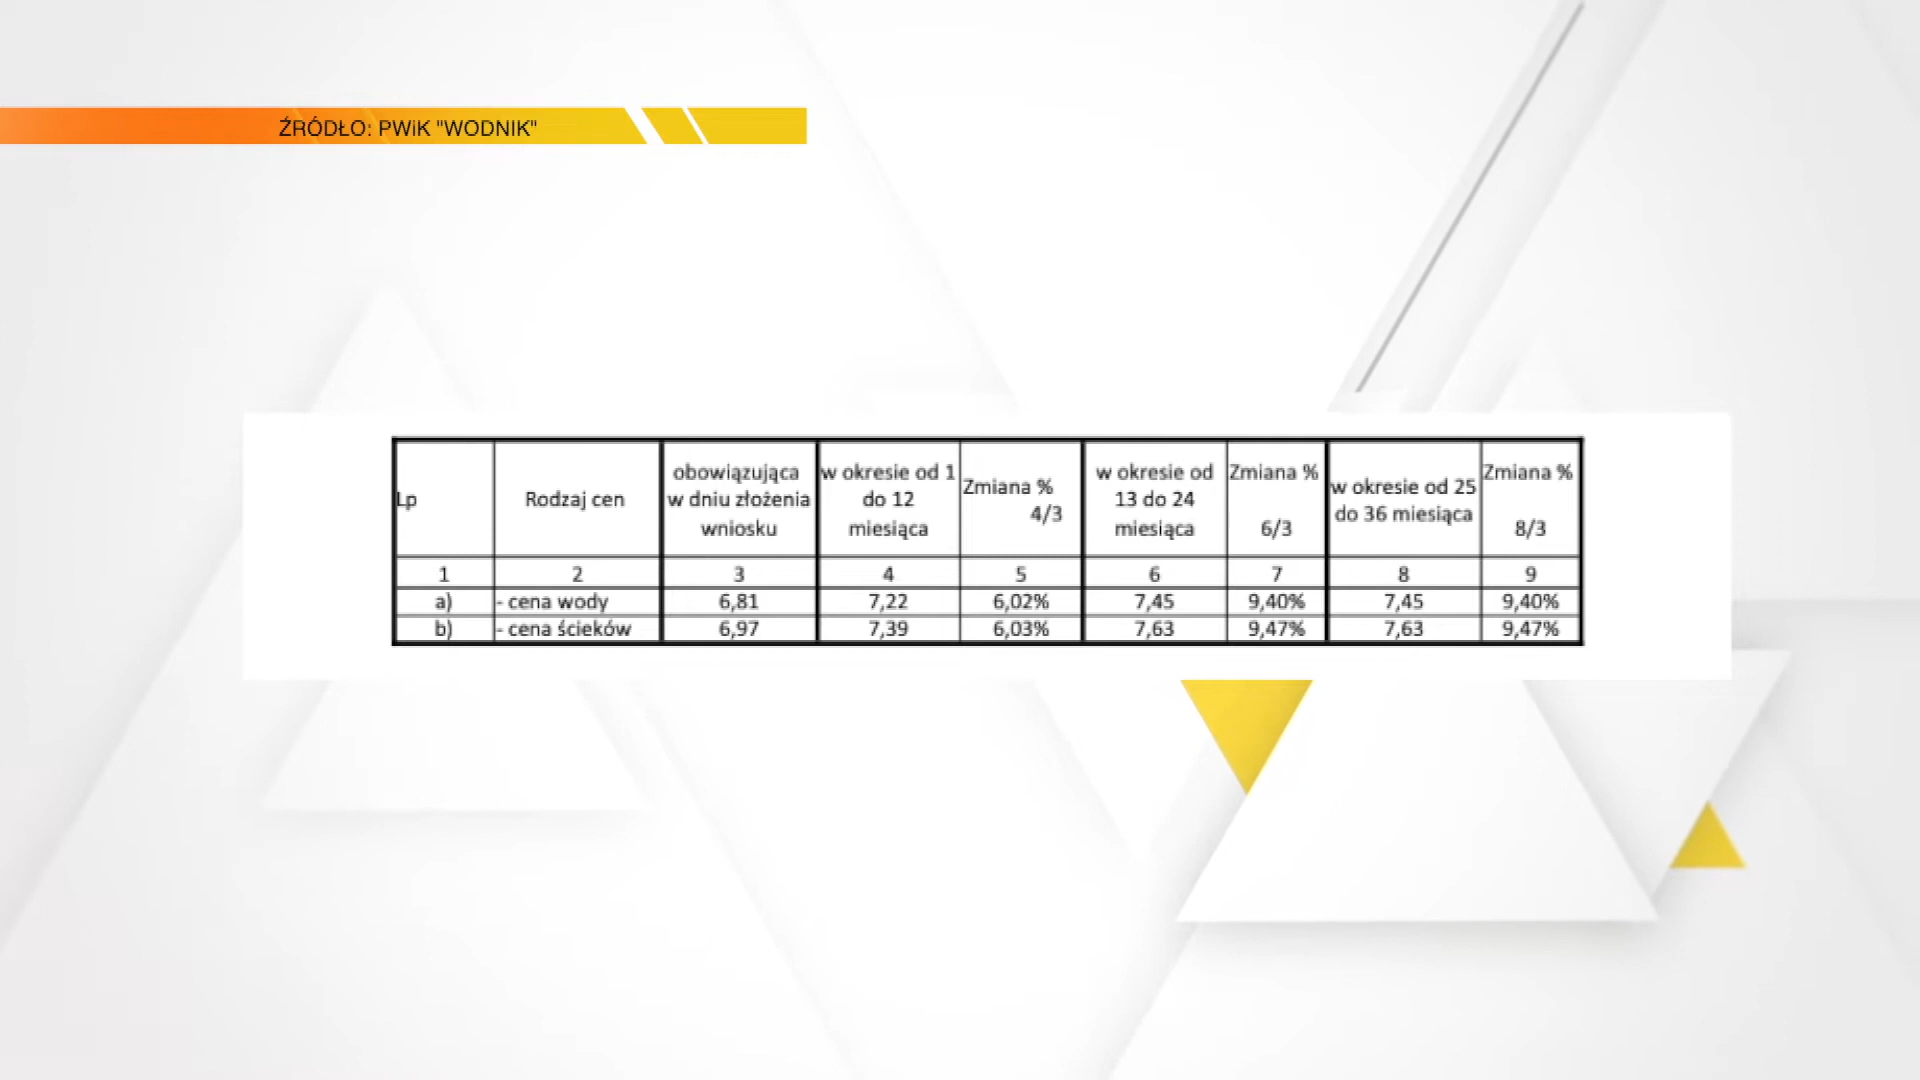 ŹRÓDŁO: PWiK "WODNIK"
Lp
Rodzaj cen
obowiązująca
w dniu złożenia
wniosku
w okresie od 1
do 12
miesiąca
Zmiana %
4/3
w okresie od
13 do 24
miesiąca
Zmiana %
6/3
w okresie od 25
do 36 miesiąca
Zmiana %
8/3
1 2 3 4 5 6 7 8 9
a) - cena wody 6,81 7,22 6,02% 7,45 9,40% 7,45 9,40%
b) - cena ścieków 6,97 7,39 6,03% 7,63 9,47% 7,63 9,47%